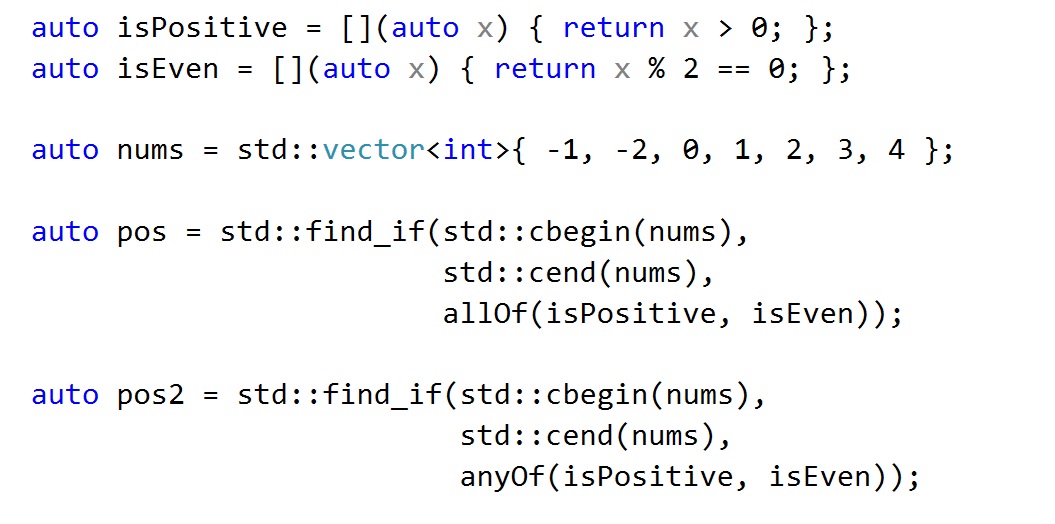 auto isPositive = [](auto x) { return x > 0; };
auto isEven = [](auto x) { return x % 2 == 0; };

auto nums = std::vector<int>{ -1, -2, 0, 1, 2, 3, 4 };

auto pos = std::find_if(std::cbegin(nums),
                        std::cend(nums),
                        allOf(isPositive, isEven));

auto pos2 = std::find_if(std::cbegin(nums),
                         std::cend(nums),
                         anyOf(isPositive, isEven));